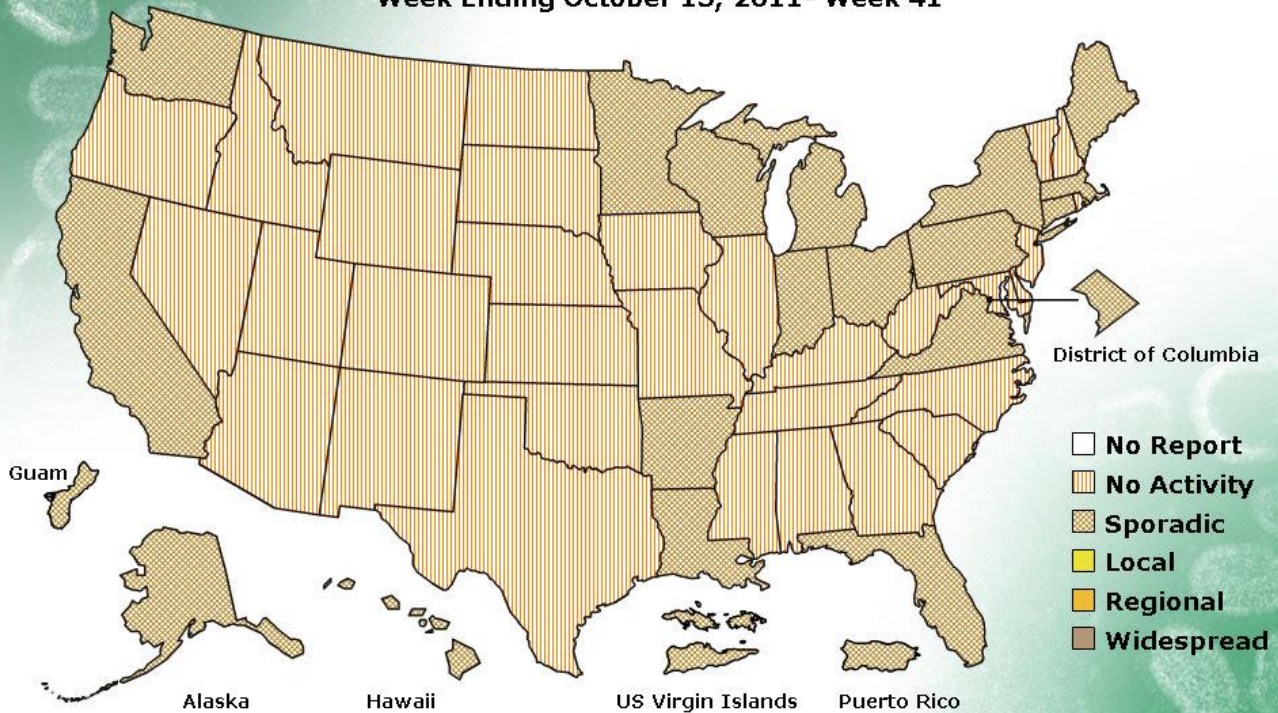 Week Ending October 15, 2011- Week 41
District of Columbia
No Report
Guam
No Activity
Sporadic
Local
Regional
Widespread
Alaska
Hawaii
US Virgin Islands
Puerto Rico